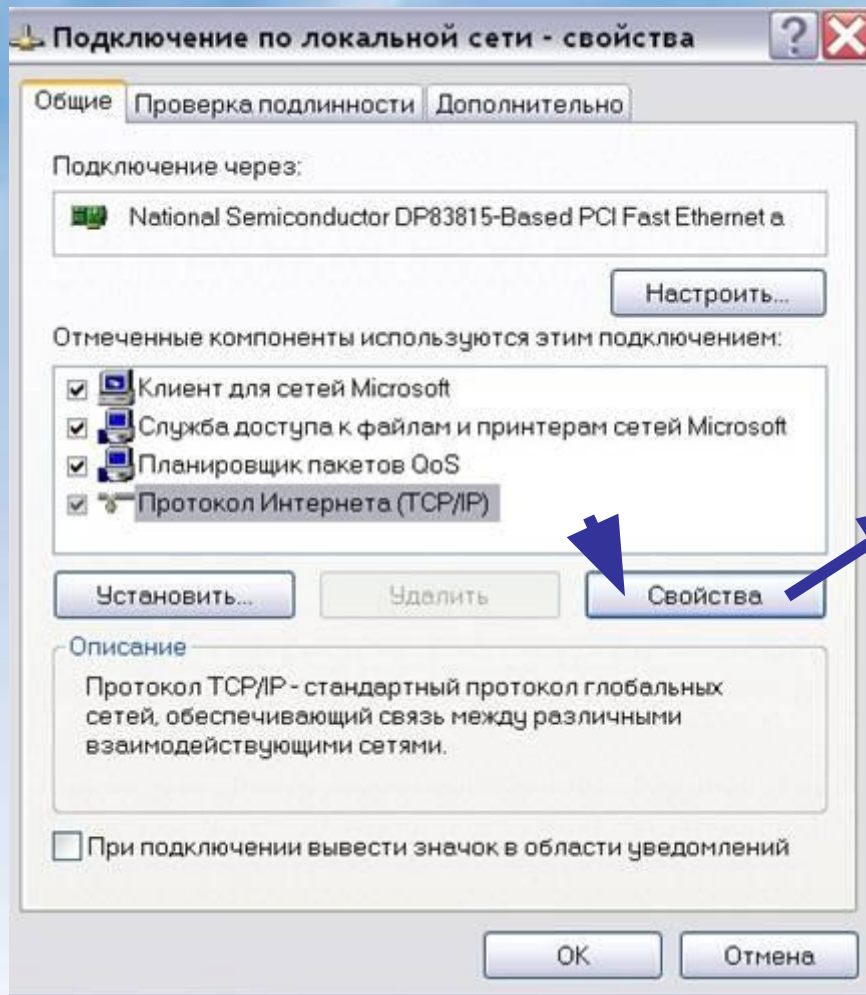 Подключение по локальной сети - свойства
Общие Проверка подлинности Дополнительно
Подключение через:
National Semiconductor DP83815-Based PCI Fast Ethernet a
Настроить...
Отмеченные компоненты используются этим подключением:
Клиент для сетей Microsoft
Служба доступа к файлам и принтерам сетей Microsoft
Планировщик пакетов QoS
Протокол Интернета (TCP/IP)
Установить... Удалить Свойства
Описание
Протокол TCP/IP - стандартный протокол глобальных
сетей, обеспечивающий связь между различными
взаимодействующими сетями.
При подключении вывести значок в области уведомлений
OK Отмена